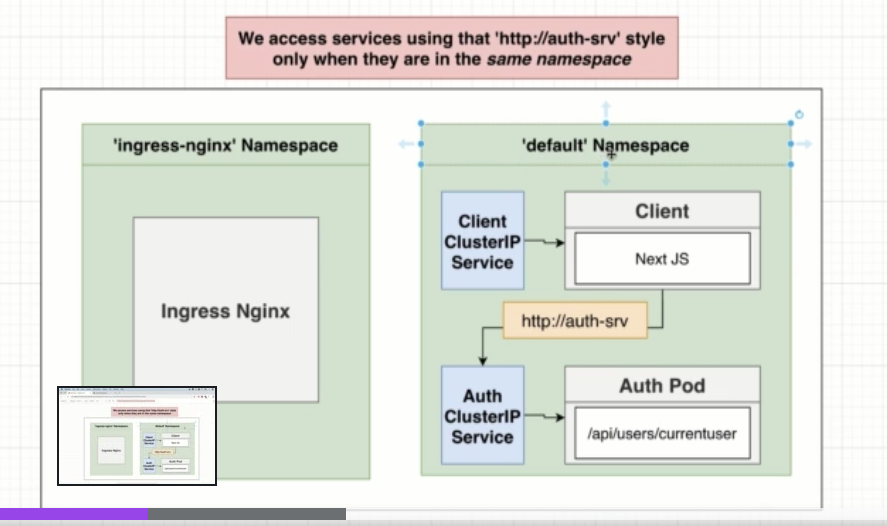 We access services using that 'http://auth-srv' style
only when they are in the same namespace
'ingress-nginx' Namespace
Ingress Nginx
'default' Namespace
Client
ClusterIP
Service
Client
Next JS
http://auth-srv
Auth
ClusterIP
Service
Auth Pod
/api/users/currentuser